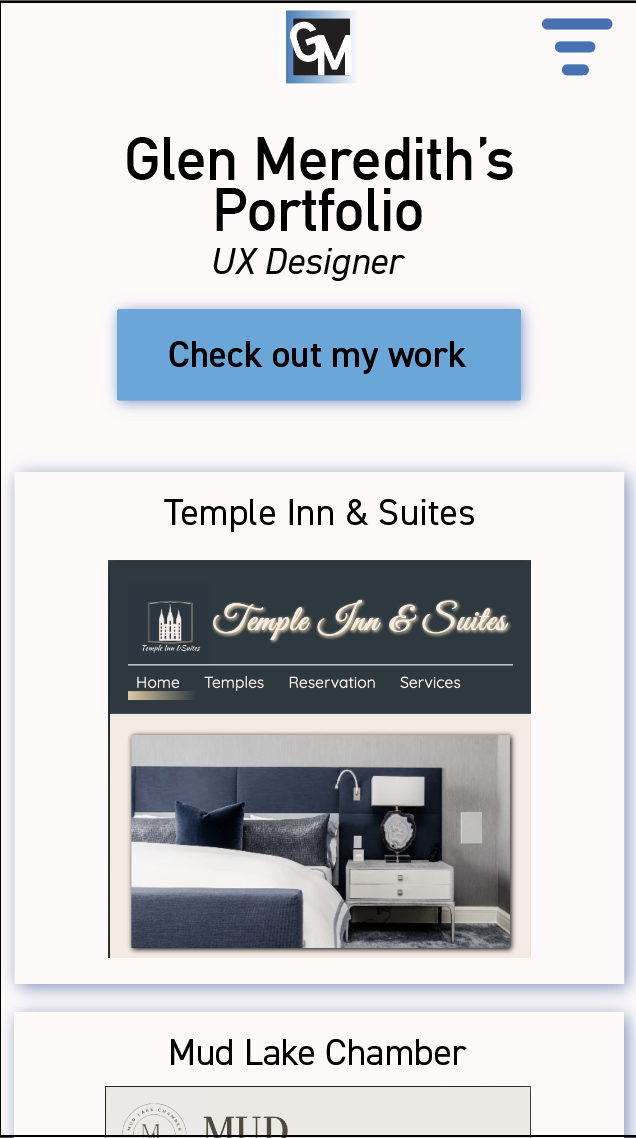 GM
Glen Meredith's
Portfolio
UX Designer
Check out my work
Temple Inn & Suites
Temple Inn & Suites
Temple Inn & Suites
Home Temples Reservation Services
Mud Lake Chamber
MUD LAKE CHAMBER
M
MUD